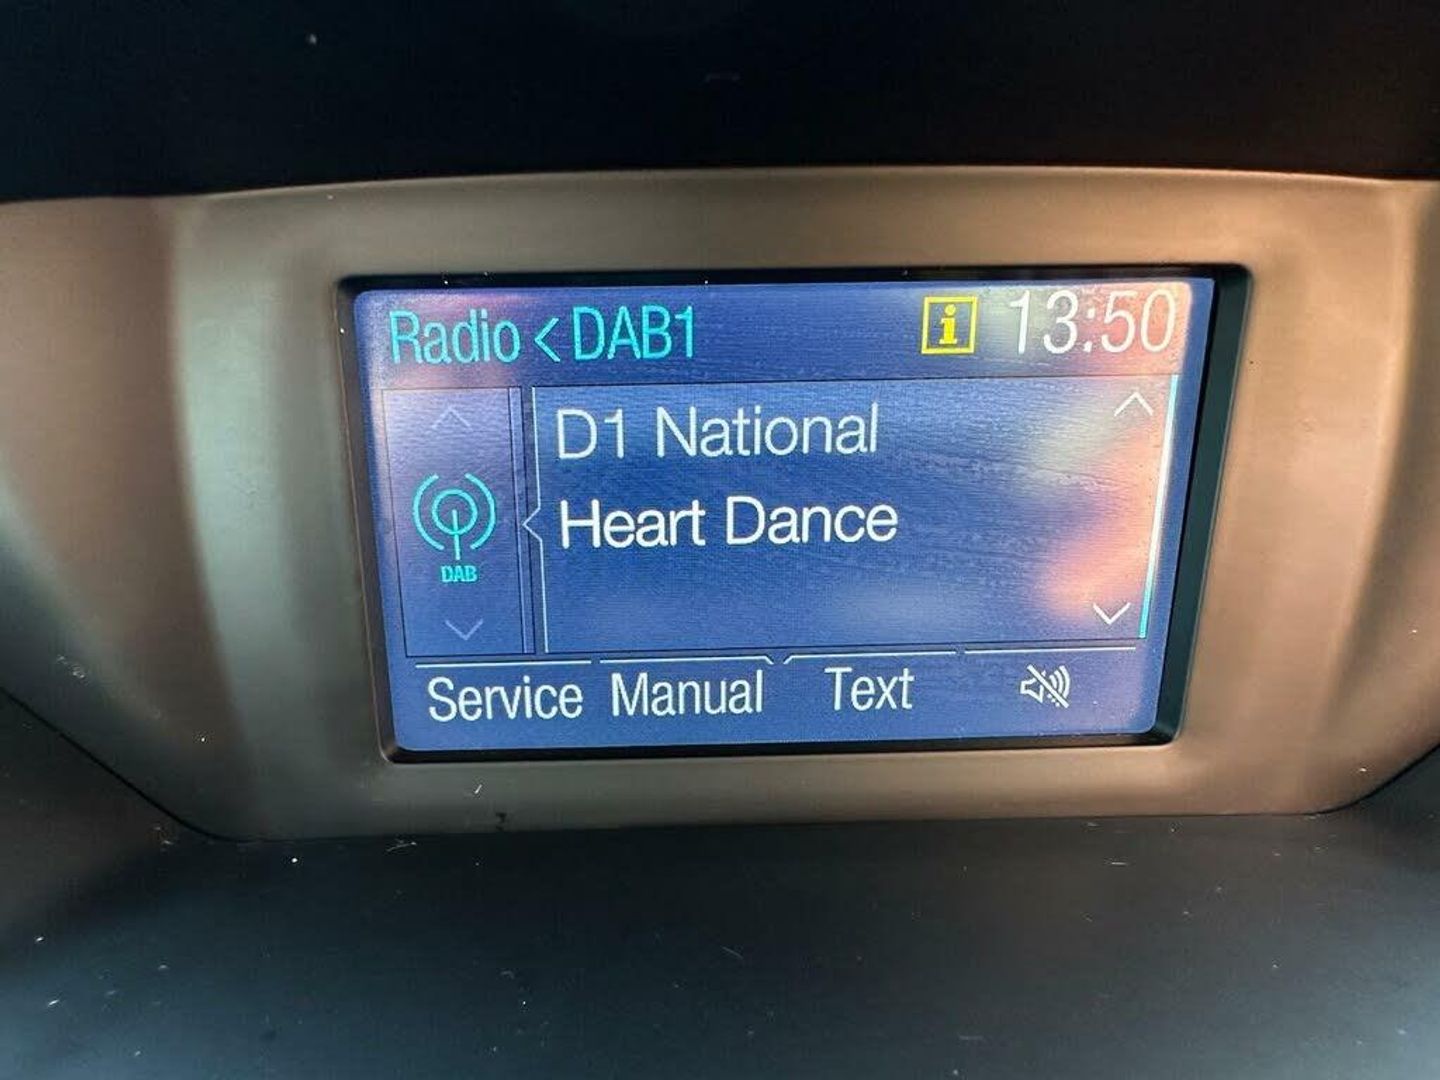 Radio < DAB1 i 13:50
D1 National
Heart Dance
DAB
Service Manual Text